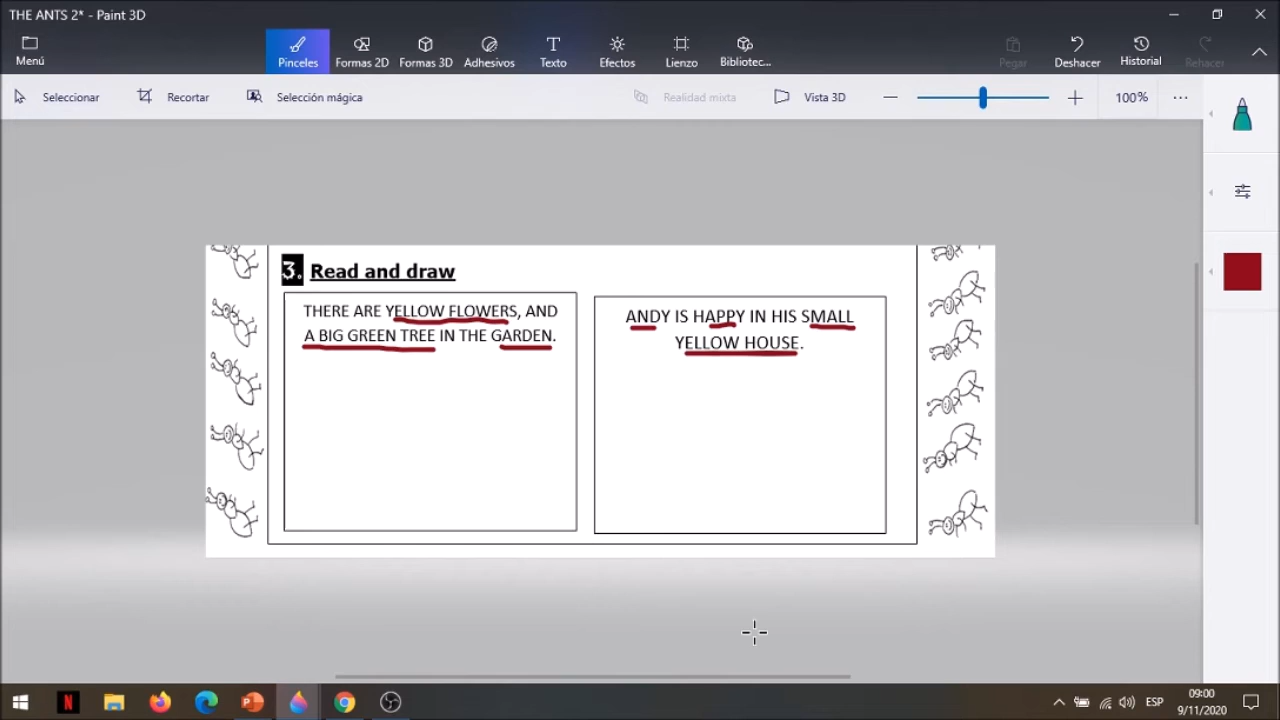 THE ANTS 2* - Paint 3D
Menú
Pinceles
Formas 2D
Formas 3D
Adhesivos
Texto
Efectos
Lienzo
Bibliotec...
Pegar
Deshacer
Historial
Rehacer
Seleccionar
Recortar
Selección mágica
Realidad mixta
Vista 3D
100%
3. Read and draw
THERE ARE YELLOW FLOWERS, AND
A BIG GREEN TREE IN THE GARDEN.
ANDY IS HAPPY IN HIS SMALL
YELLOW HOUSE.
ESP
09:00
9/11/2020